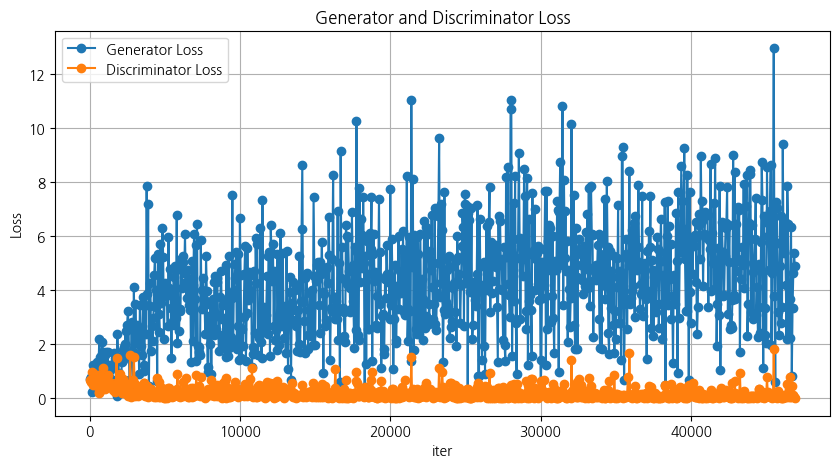 Generator and Discriminator Loss
Generator Loss
Discriminator Loss
12
10
8
6
4
2
0
Loss
0 10000 20000 30000 40000
iter